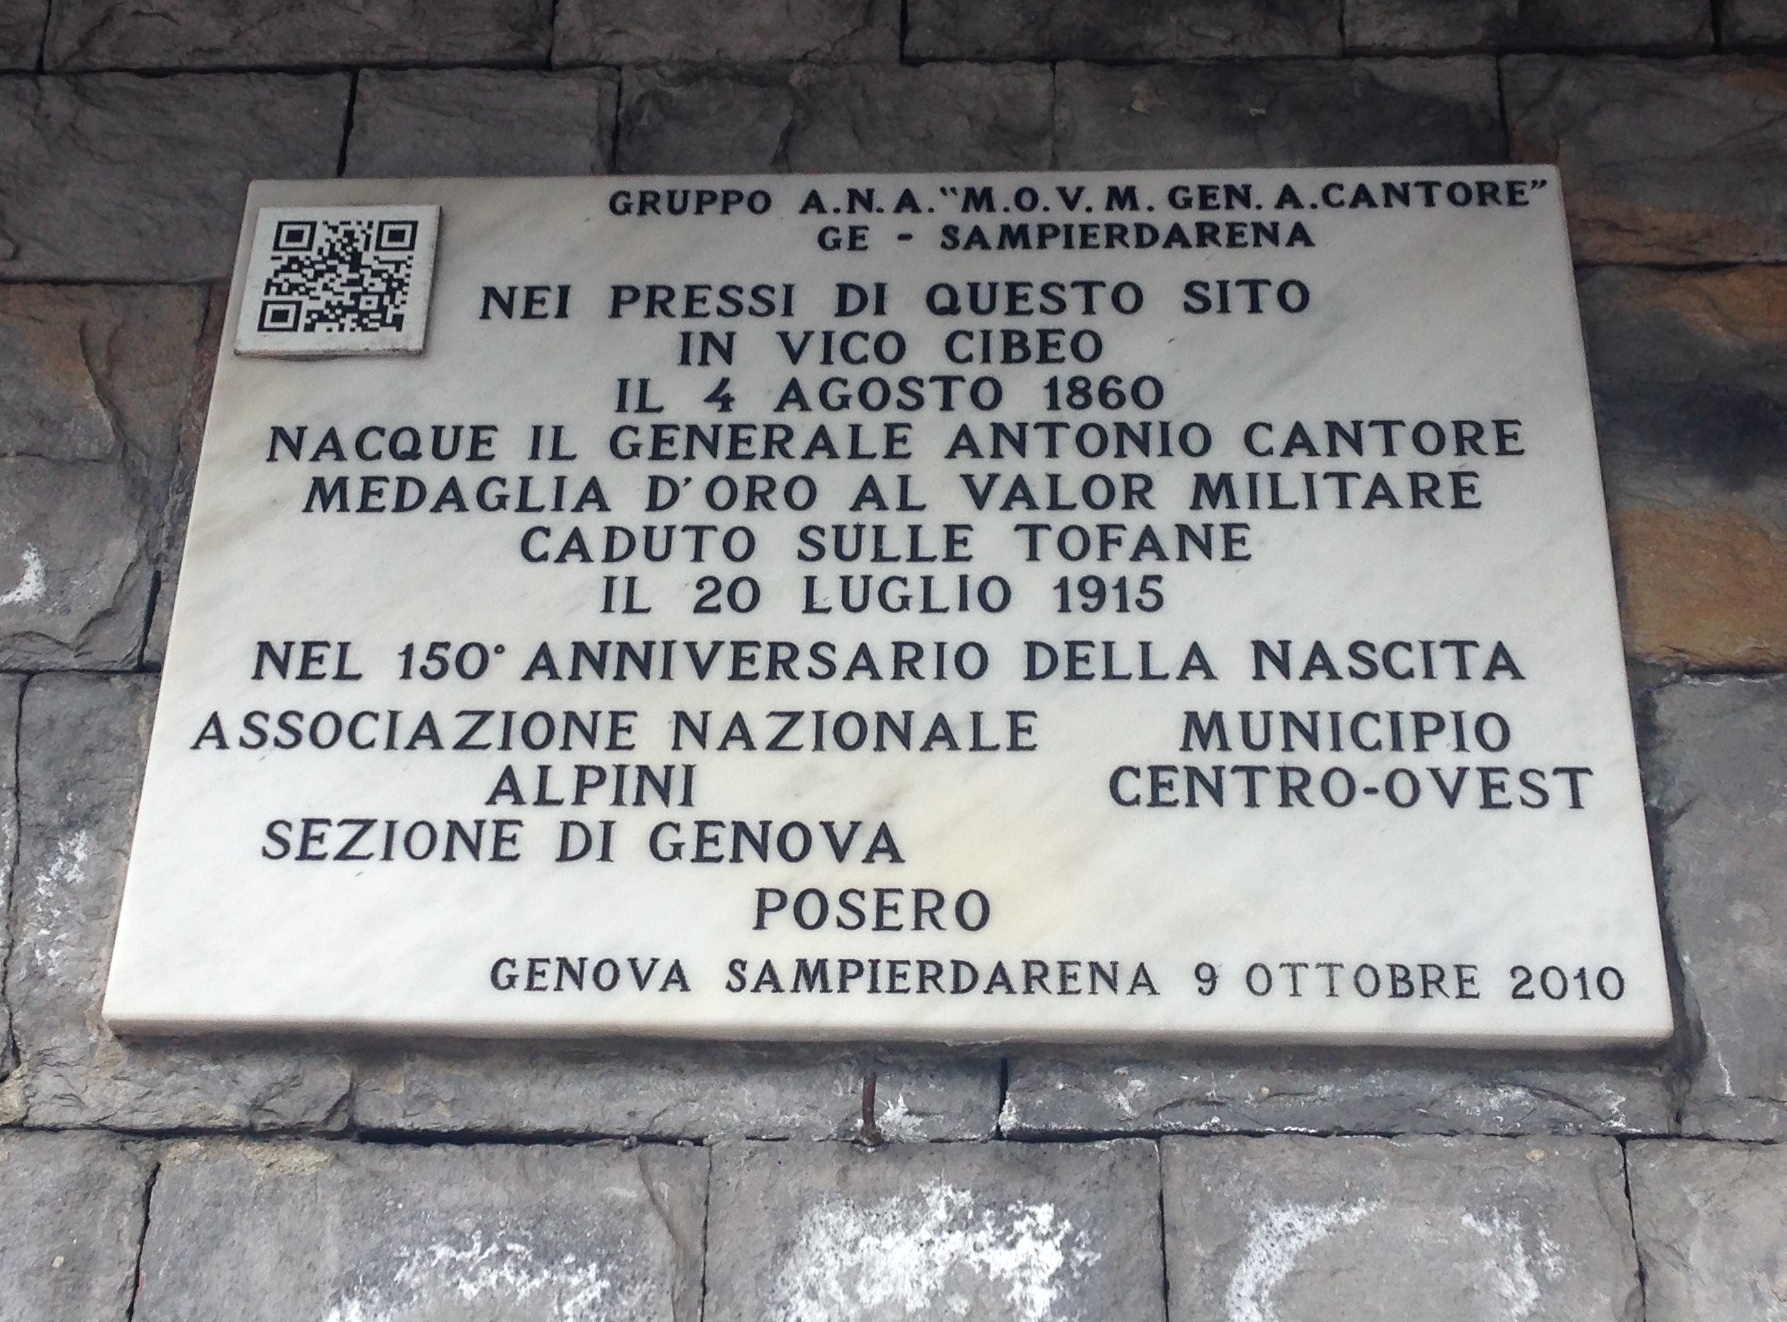 GRUPPO A.N.A. "M.O.V.M. GEN. A. CANTORE"
GE - SAMPIERDARENA
NEI PRESSI DI QUESTO SITO
IN VICO CIBEO
IL 4 AGOSTO 1860
NACQUE IL GENERALE ANTONIO CANTORE
MEDAGLIA D'ORO AL VALOR MILITARE
CADUTO SULLE TOFANE
IL 20 LUGLIO 1915
NEL 150° ANNIVERSARIO DELLA NASCITA
ASSOCIAZIONE NAZIONALE
ALPINI
SEZIONE DI GENOVA
MUNICIPIO
CENTRO-OVEST
POSERO
GENOVA SAMPIERDARENA 9 OTTOBRE 2010